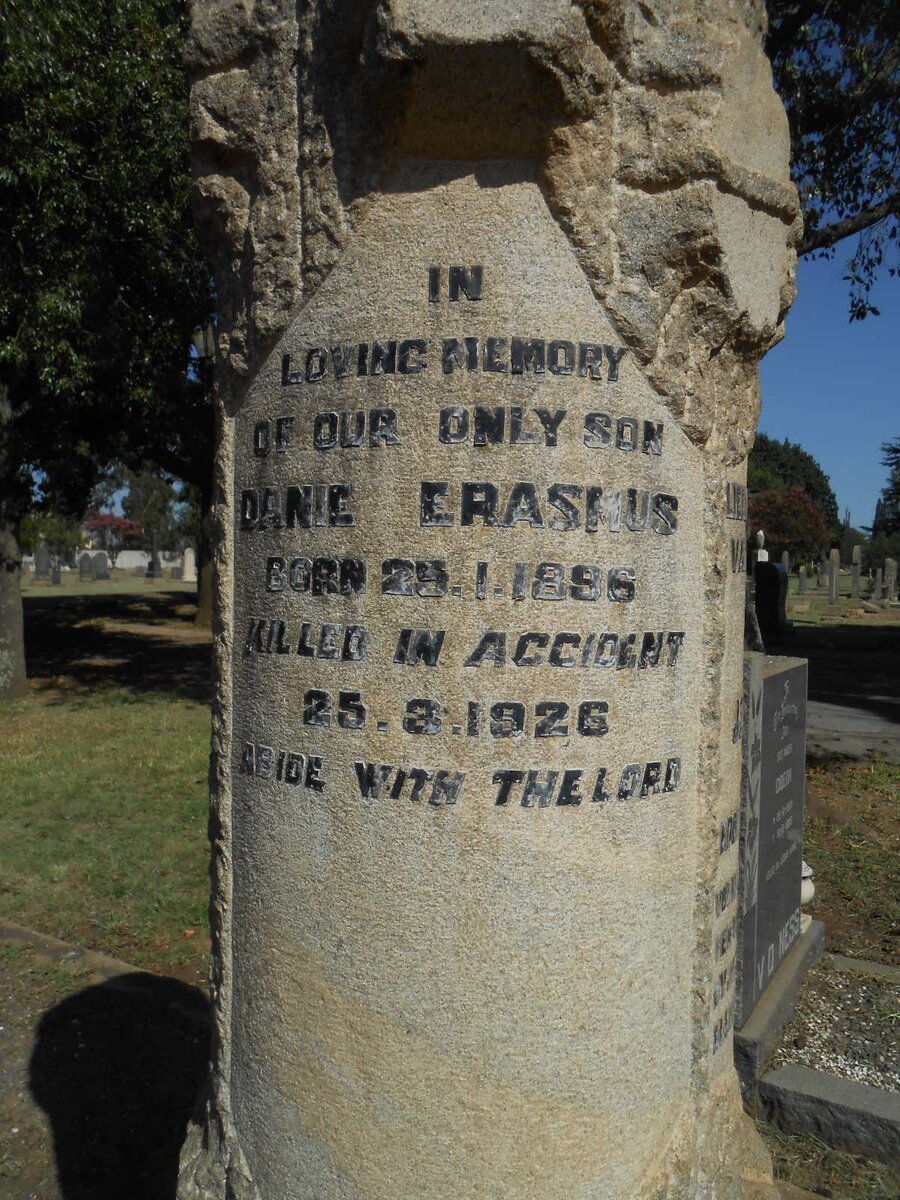 IN
LOVING MEMORY
OF OUR ONLY SON
DANIE ERASMUS
BORN 25.1.1896
KILLED IN ACCIDENT
25.3.1926
ABIDE WITH THE LORD
V.D. NESS